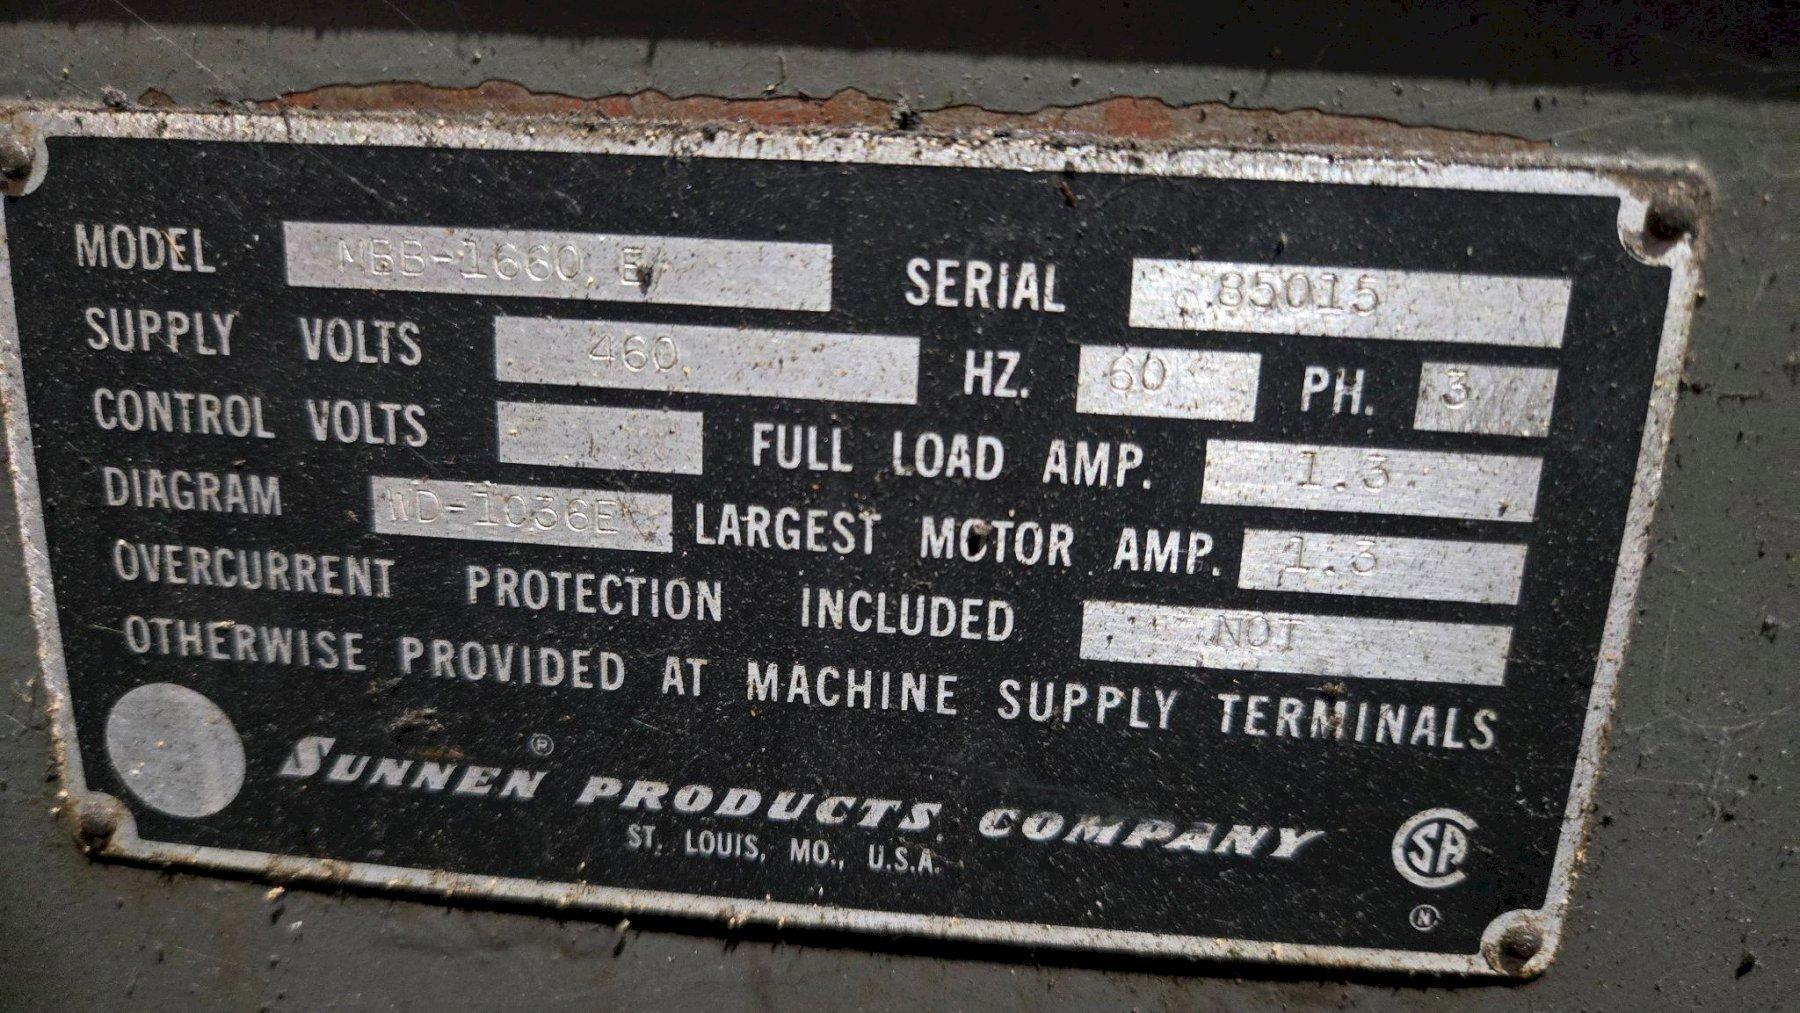 MODEL MBB-1660 E
SERIAL 85015
SUPPLY VOLTS 460 HZ. 60 PH. 3
CONTROL VOLTS FULL LOAD AMP. 1.3
DIAGRAM WD-1036E LARGEST MOTOR AMP. 1.3
OVERCURRENT PROTECTION INCLUDED NOT
OTHERWISE PROVIDED AT MACHINE SUPPLY TERMINALS
SUNNEN® PRODUCTS COMPANY
ST. LOUIS, MO., U.S.A.
CSA
N